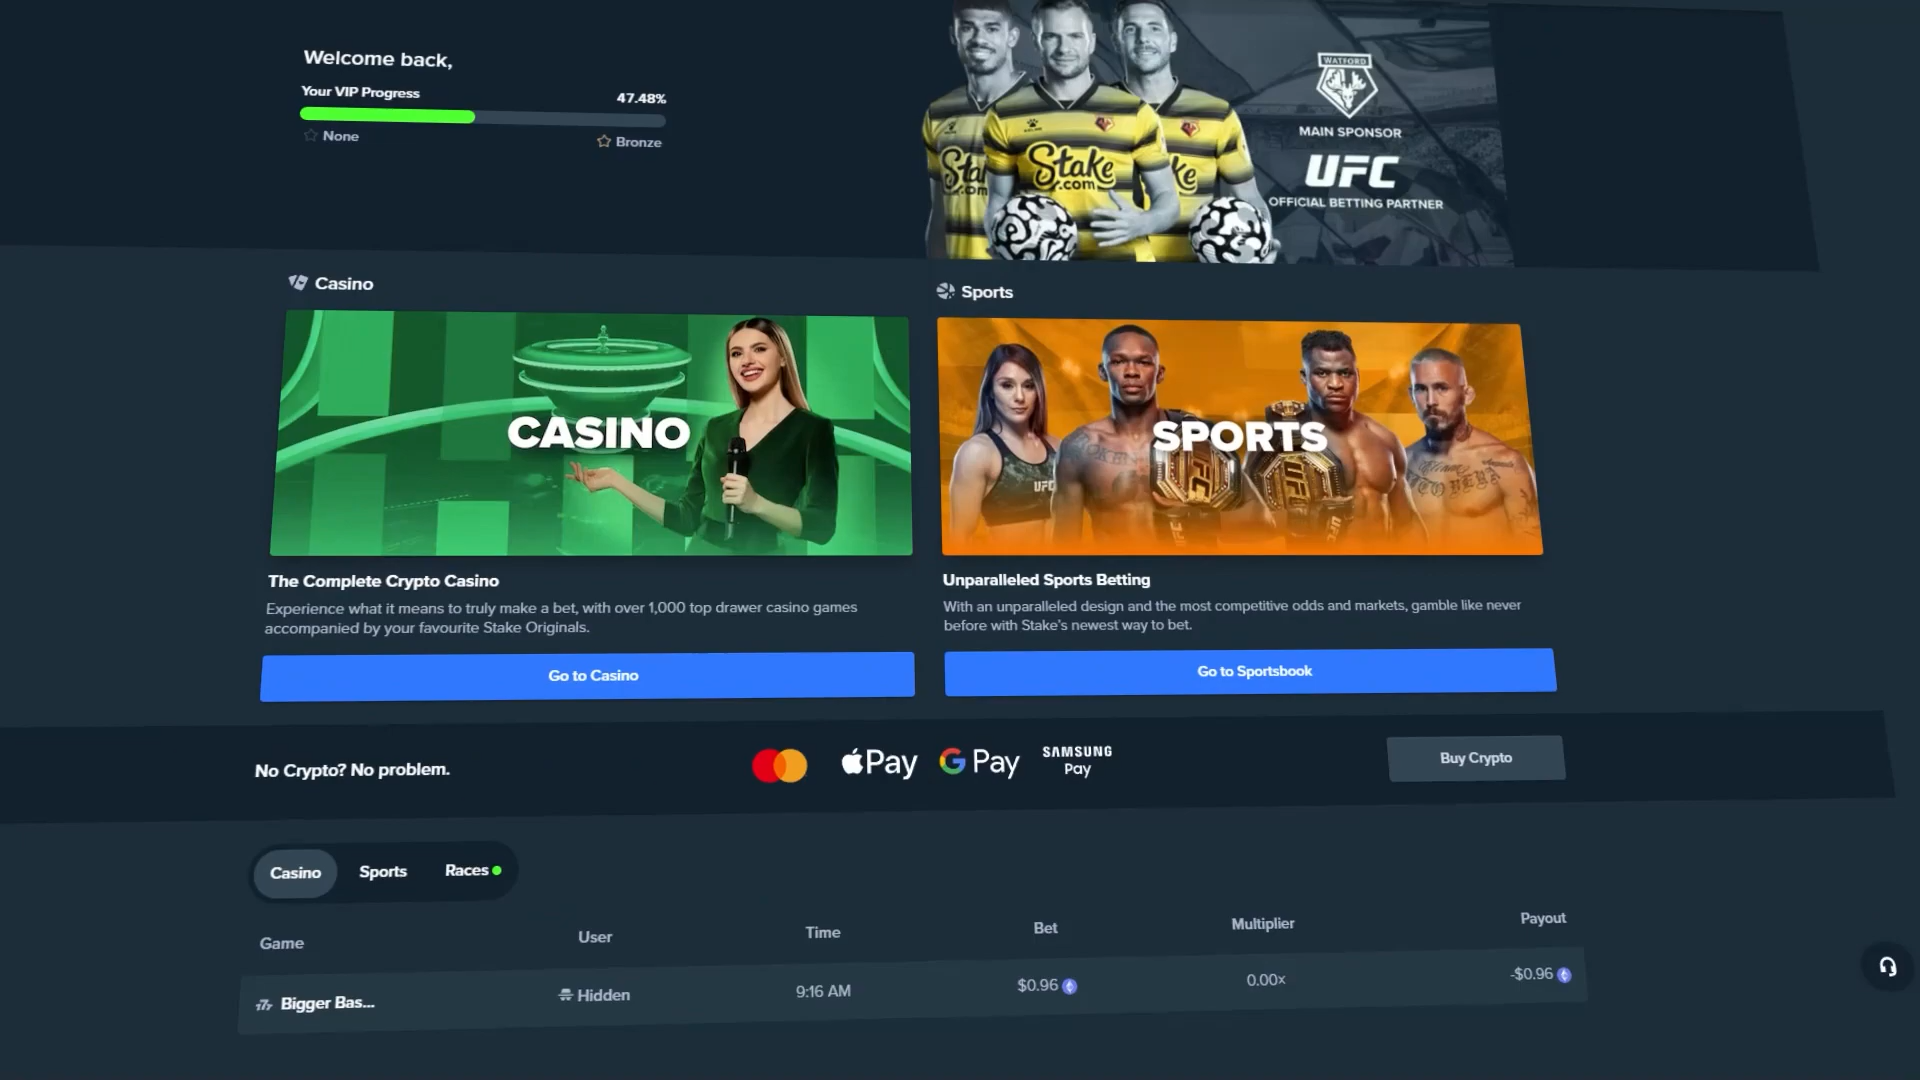 Welcome back,
Your VIP Progress
47.48%
None
Bronze
Stake
.com
WATFORD
MAIN SPONSOR
UFC
OFFICIAL BETTING PARTNER
Casino
CASINO
The Complete Crypto Casino
Experience what it means to truly make a bet, with over 1,000 top drawer casino games
accompanied by your favourite Stake Originals.
Go to Casino
Sports
SPORTS
UFC
Unparalleled Sports Betting
With an unparalleled design and the most competitive odds and markets, gamble like never
before with Stake's newest way to bet.
Go to Sportsbook
No Crypto? No problem.
Pay
G Pay
SAMSUNG
Pay
Buy Crypto
Casino Sports Races
Game User Time Bet Multiplier Payout
Bigger Bas... Hidden 9:16 AM $0.96 0.00x -$0.96